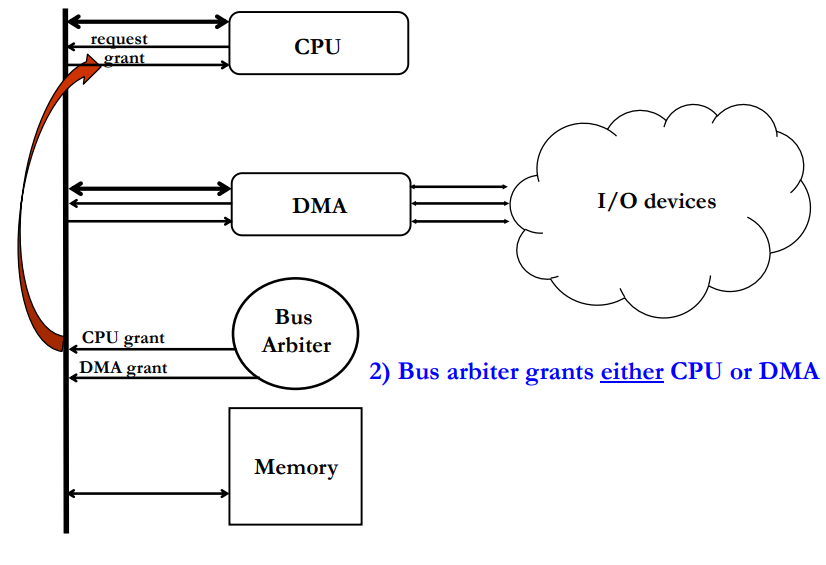 request
grant
CPU
DMA
I/O devices
Bus
Arbiter
CPU grant
DMA grant
2) Bus arbiter grants either CPU or DMA
Memory